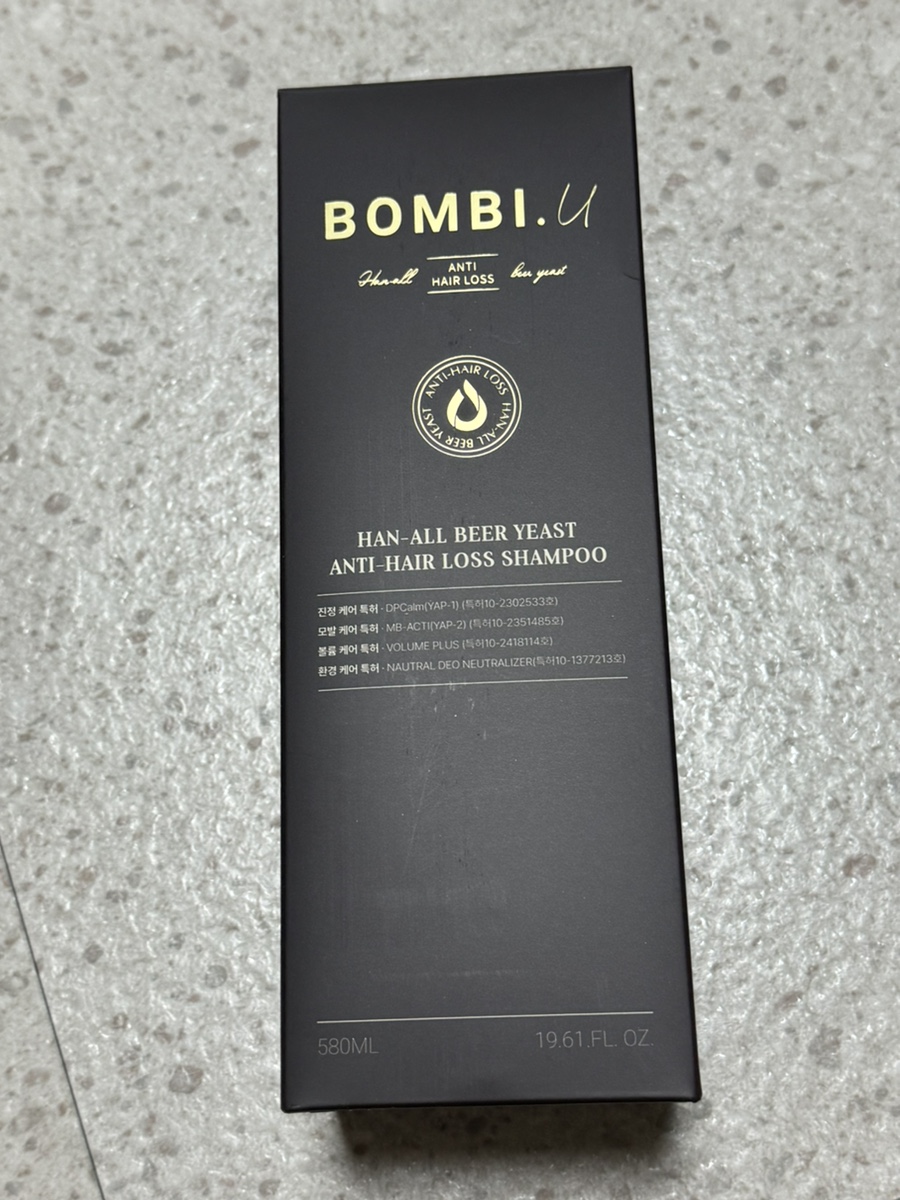 BOMBI.U
Han-all ANTI HAIR LOSS beer yeast
ANTI-HAIR LOSS HAN-ALL BEER YEAST
HAN-ALL BEER YEAST
ANTI-HAIR LOSS SHAMPOO
진정 케어 특허 · DPCalm(YAP-1) (특허10-2302533호)
모발 케어 특허 · MB-ACTI(YAP-2) (특허10-2351485호)
볼륨 케어 특허 · VOLUME PLUS (특허10-2418114호)
환경 케어 특허 · NAUTRAL DEO NEUTRALIZER(특허10-1377213호)
580ML 19.61.FL. OZ.